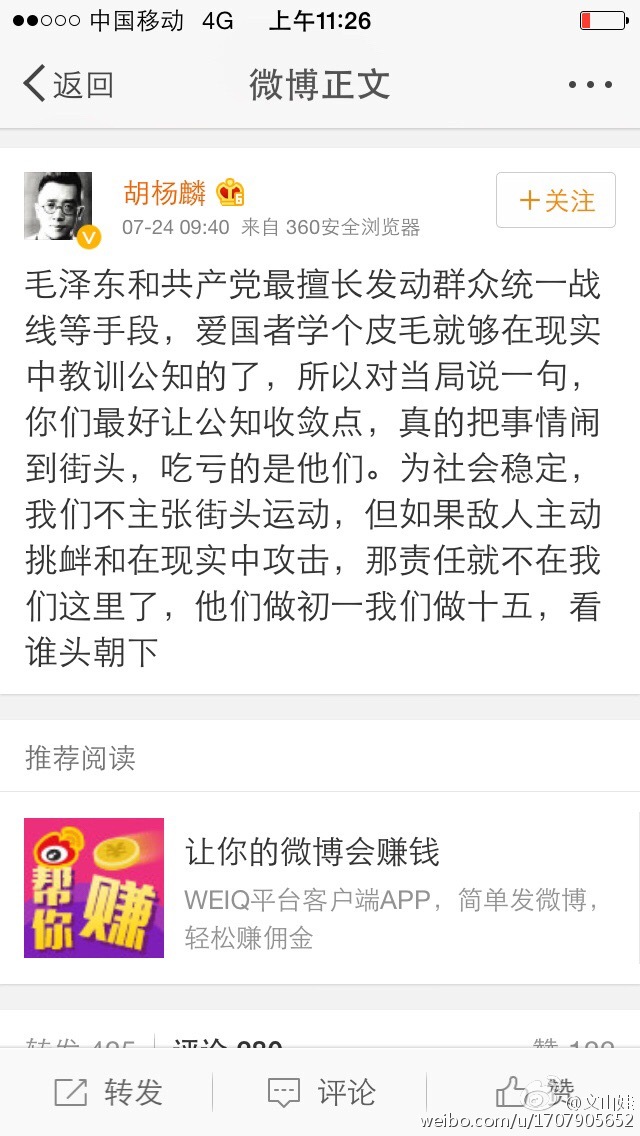 中国移动 4G 上午11:26
返回 微博正文
胡杨麟 6
+关注
07-24 09:40 来自 360安全浏览器
毛泽东和共产党最擅长发动群众统一战
线等手段，爱国者学个皮毛就够在现实
中教训公知的了，所以对当局说一句，
你们最好让公知收敛点，真的把事情闹
到街头，吃亏的是他们。为社会稳定，
我们不主张街头运动，但如果敌人主动
挑衅和在现实中攻击，那责任就不在我
们这里了，他们做初一我们做十五，看
谁头朝下
推荐阅读
帮你赚
让你的微博会赚钱
WEIQ平台客户端APP，简单发微博，
轻松赚佣金
转发 评论 赞
转发 评论 赞
@文山娃
weibo.com/u/1707905652